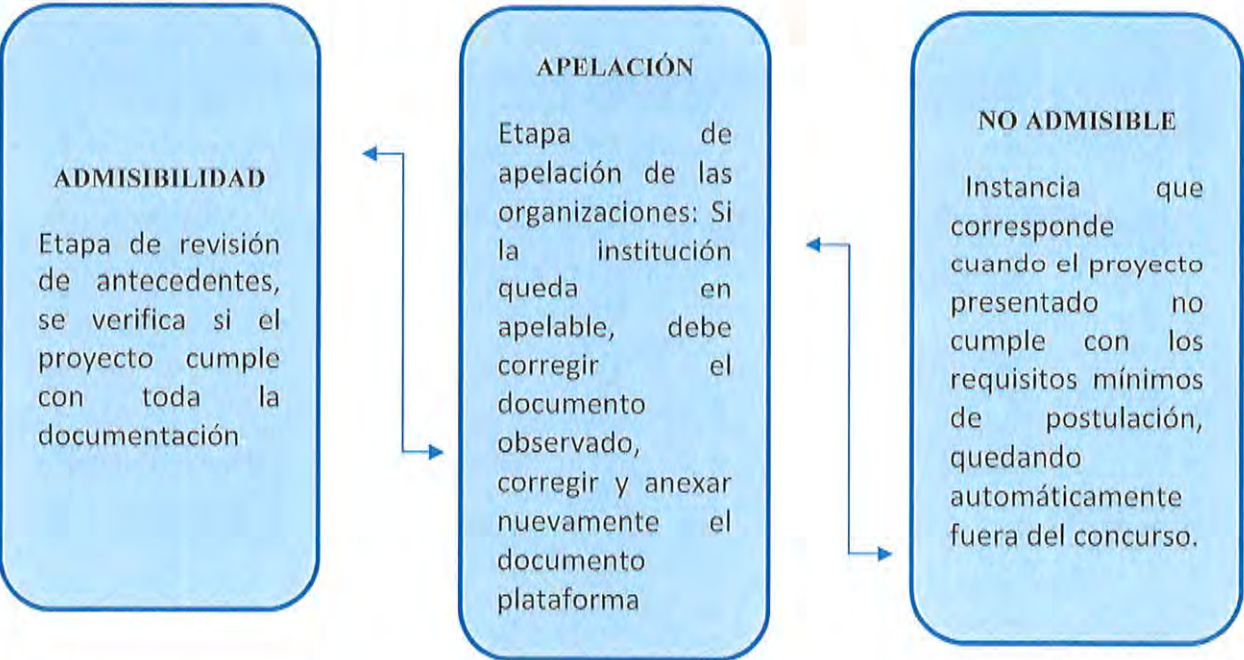 ADMISIBILIDAD
Etapa de revisión
de antecedentes,
se verifica si el
proyecto cumple
con toda la
documentación
APELACIÓN
Etapa de
apelación de las
organizaciones: Si
la institución
queda en
apelable, debe
corregir el
documento
observado,
corregir y anexar
nuevamente el
documento
plataforma
NO ADMISIBLE
Instancia que
corresponde
cuando el proyecto
presentado no
cumple con los
requisitos mínimos
de postulación,
quedando
automáticamente
fuera del concurso.